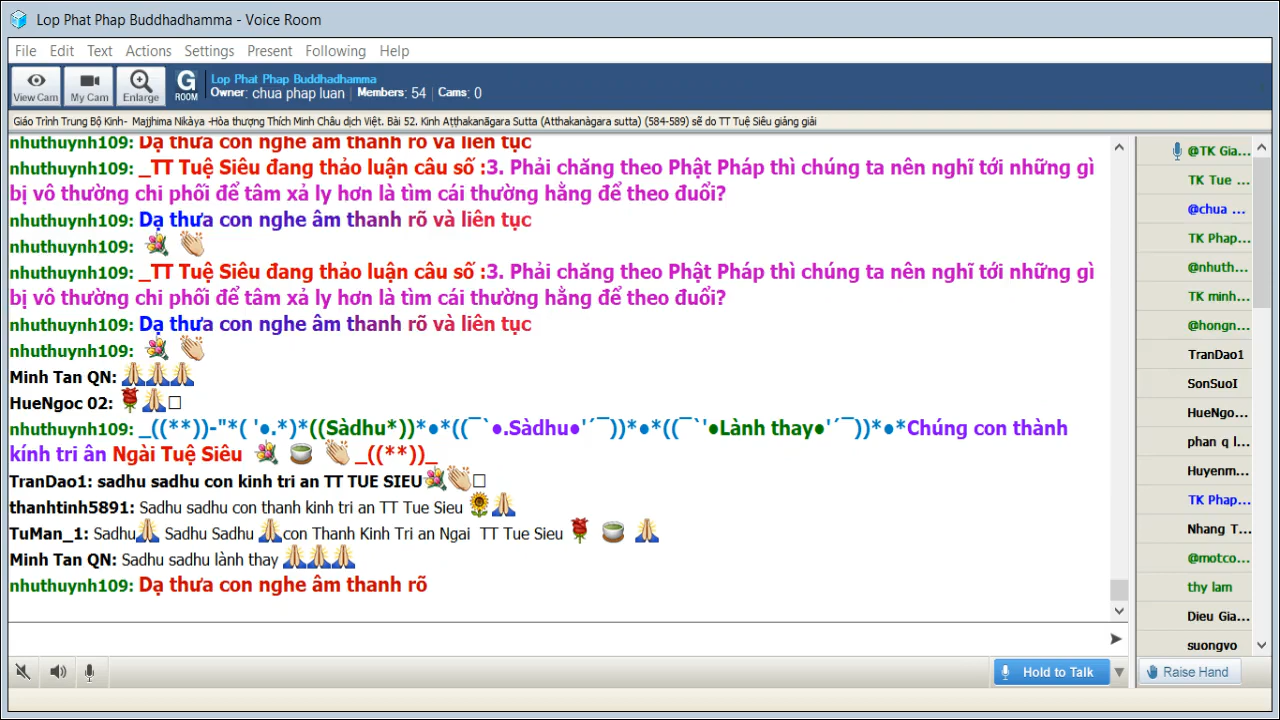 Lop Phat Phap Buddhadhamma - Voice Room
File Edit Text Actions Settings Present Following Help
View Cam My Cam Enlarge G ROOM
Lop Phat Phap Buddhadhamma
Owner: chua phap luan | Members: 54 | Cams: 0
Giáo Trình Trung Bộ Kinh- Majjhima Nikàya -Hòa thượng Thích Minh Châu dịch Việt. Bài 52. Kinh Aṭṭhakanāgara Sutta (Atthakanàgara sutta) (584-589) sẽ do TT Tuệ Siêu giảng giải
nhuthuynh109: Dạ thưa con nghe âm thanh rõ và liên tục
nhuthuynh109: _TT Tuệ Siêu đang thảo luận câu số :3. Phải chăng theo Phật Pháp thì chúng ta nên nghĩ tới những gì
bị vô thường chi phối để tâm xả ly hơn là tìm cái thường hằng để theo đuổi?
nhuthuynh109: Dạ thưa con nghe âm thanh rõ và liên tục
nhuthuynh109: 💐 👏
nhuthuynh109: _TT Tuệ Siêu đang thảo luận câu số :3. Phải chăng theo Phật Pháp thì chúng ta nên nghĩ tới những gì
bị vô thường chi phối để tâm xả ly hơn là tìm cái thường hằng để theo đuổi?
nhuthuynh109: Dạ thưa con nghe âm thanh rõ và liên tục
nhuthuynh109: 💐 👏
Minh Tan QN: 🙏🙏🙏
HueNgoc 02: 🌹🙏□
nhuthuynh109: _((**))-"*( '●.*)*((Sàdhu*))*●*((¯`●.Sàdhu●'´¯))*●*((¯`'●Lành thay●'´¯))*●*Chúng con thành
kính tri ân Ngài Tuệ Siêu 💐 🍵 👏 _((**))_
TranDao1: sadhu sadhu con kinh tri an TT TUE SIEU💐👏□
thanhtinh5891: Sadhu sadhu con thanh kinh tri an TT Tue Sieu 🌻🙏
TuMan_1: Sadhu🙏 Sadhu Sadhu 🙏con Thanh Kinh Tri an Ngai TT Tue Sieu 🌹 🍵 🙏
Minh Tan QN: Sadhu sadhu lành thay 🙏🙏🙏
nhuthuynh109: Dạ thưa con nghe âm thanh rõ
@TK Gia...
TK Tue ...
@chua ...
TK Phap...
@nhuth...
TK minh...
@hongn...
TranDao1
SonSuoI
HueNgo...
phan q l...
Huyenm...
TK Phap...
Nhang T...
@motco...
thy lam
Dieu Gia...
suongvo
Hold to Talk
Raise Hand